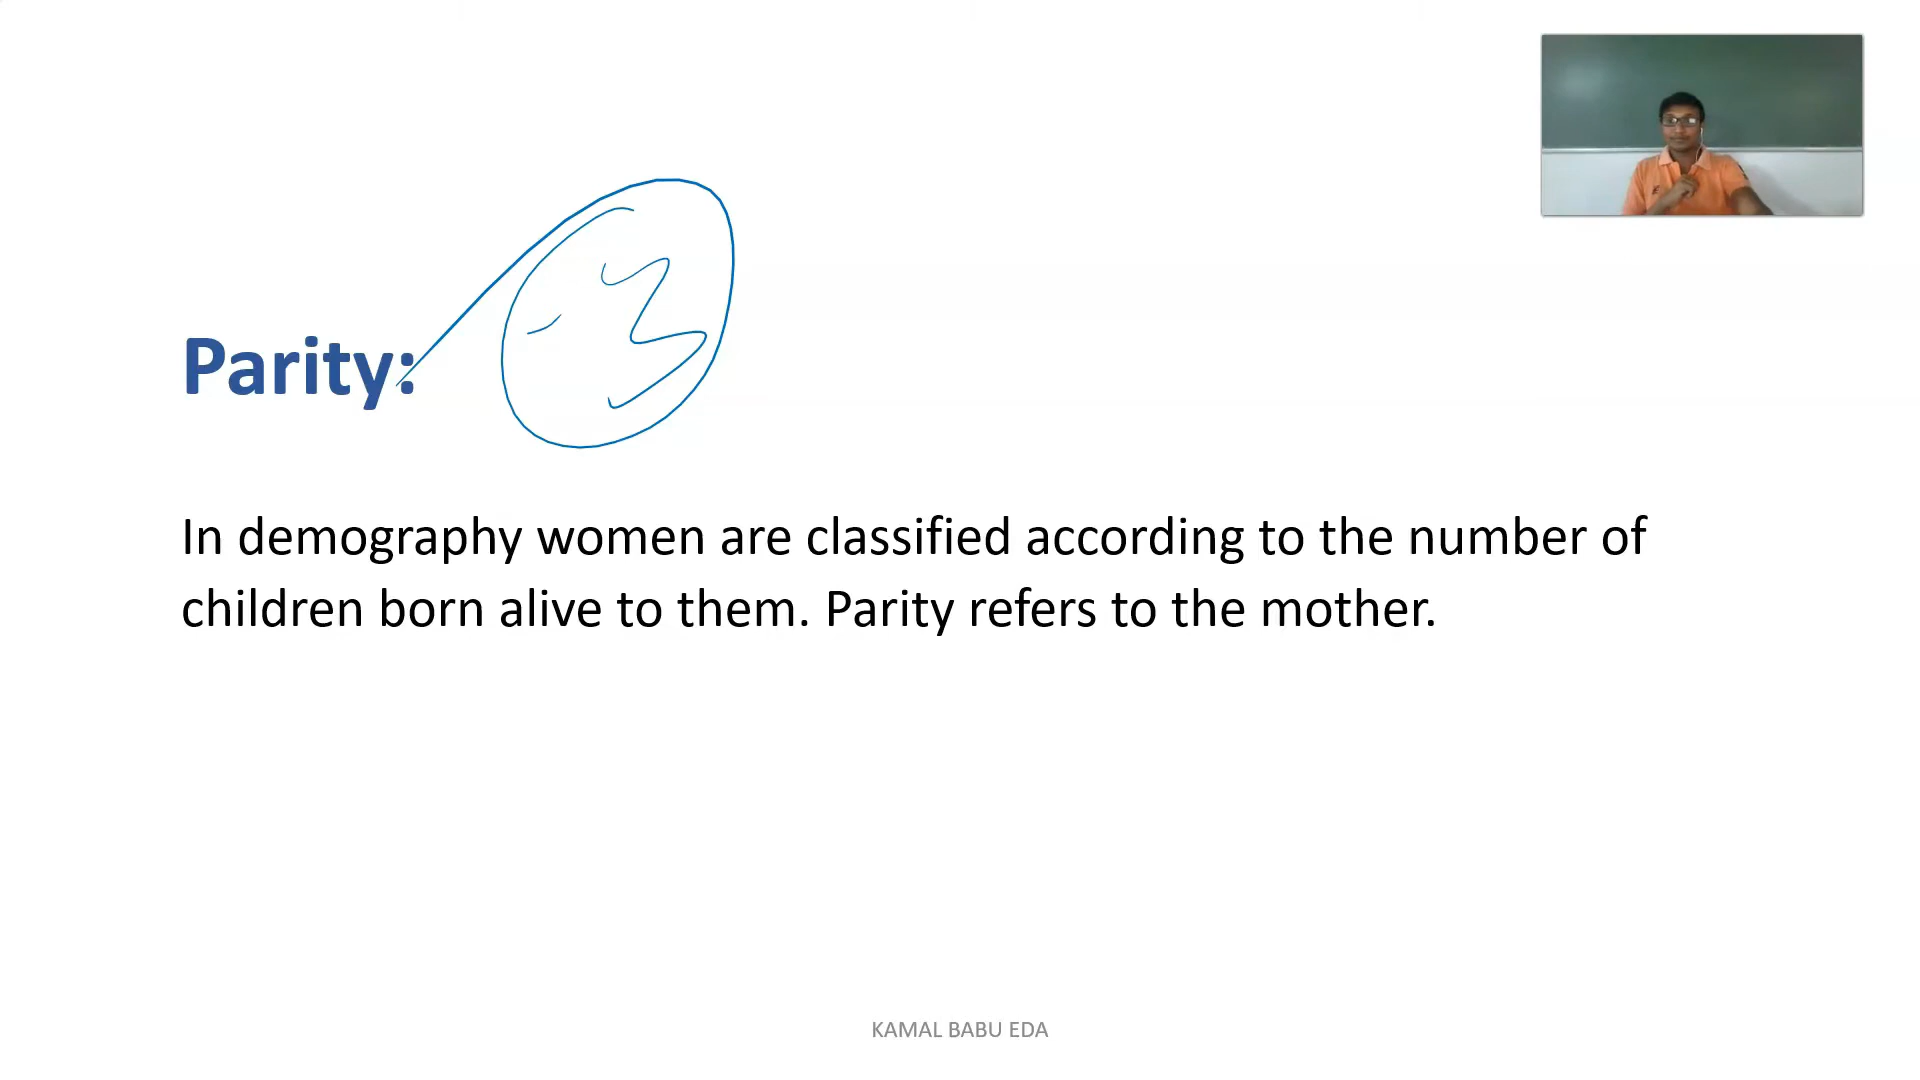 3
Parity:
In demography women are classified according to the number of
children born alive to them. Parity refers to the mother.
KAMAL BABU EDA